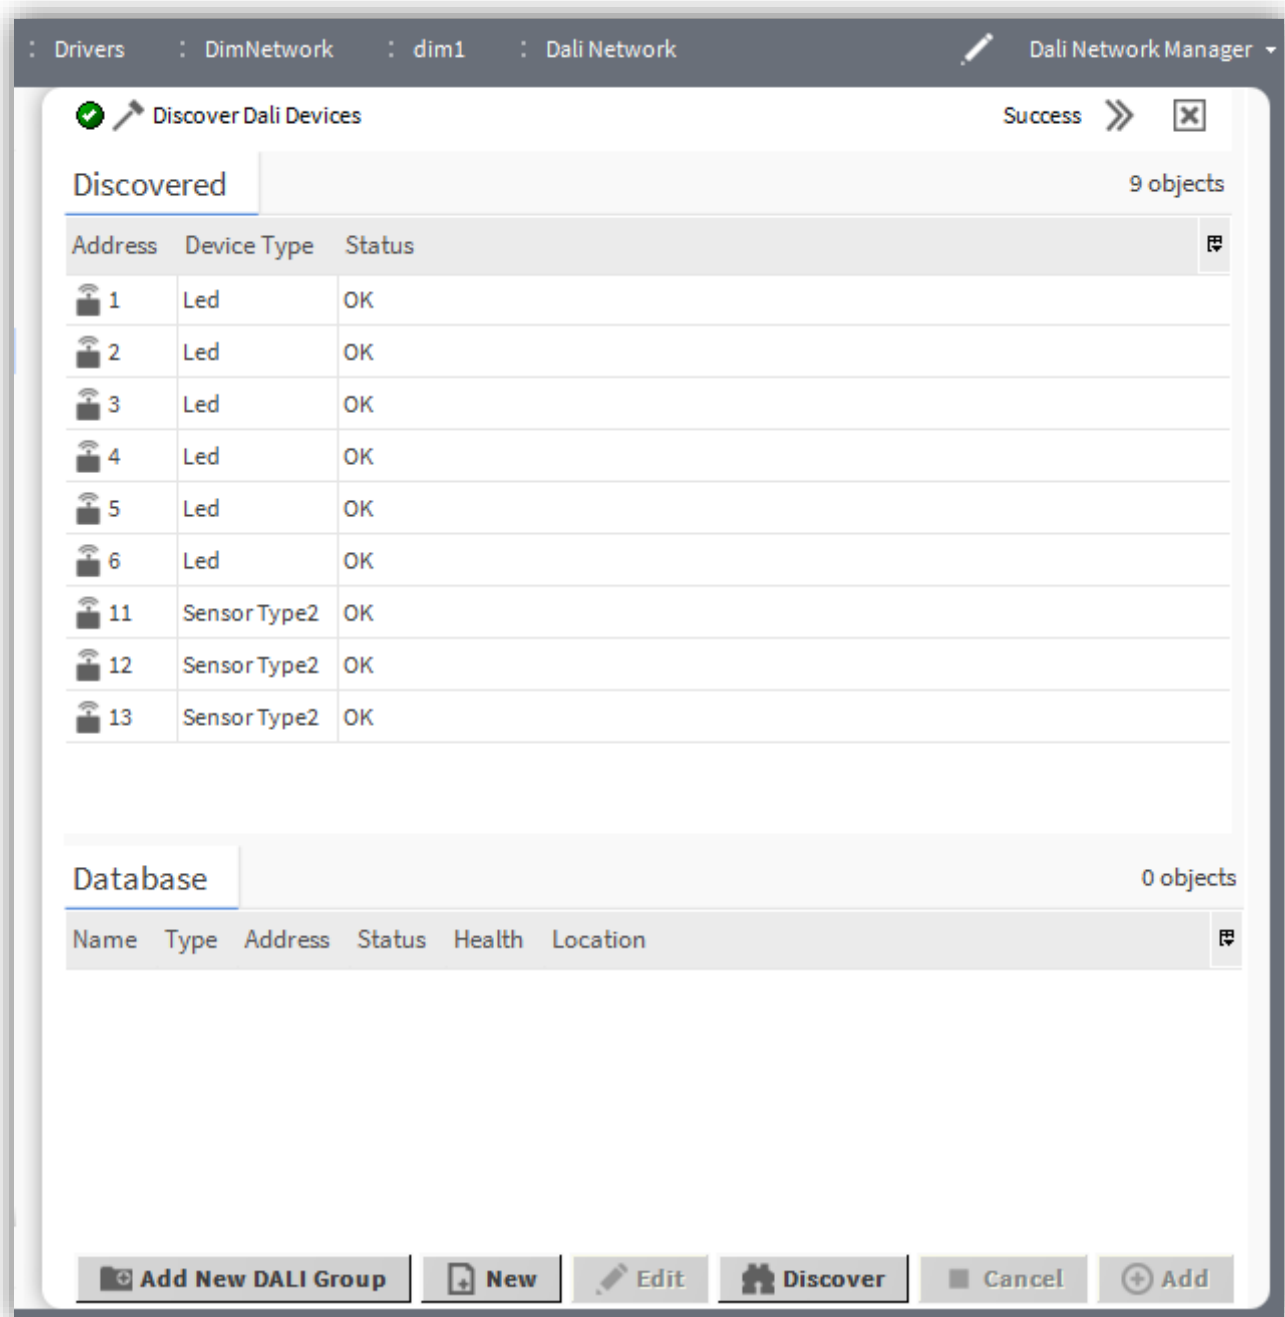 : Drivers : DimNetwork : dim1 : Dali Network Dali Network Manager
Discover Dali Devices Success
Discovered 9 objects
Address Device Type Status
1 Led OK
2 Led OK
3 Led OK
4 Led OK
5 Led OK
6 Led OK
11 Sensor Type2 OK
12 Sensor Type2 OK
13 Sensor Type2 OK
Database 0 objects
Name Type Address Status Health Location
Add New DALI Group New Edit Discover Cancel Add